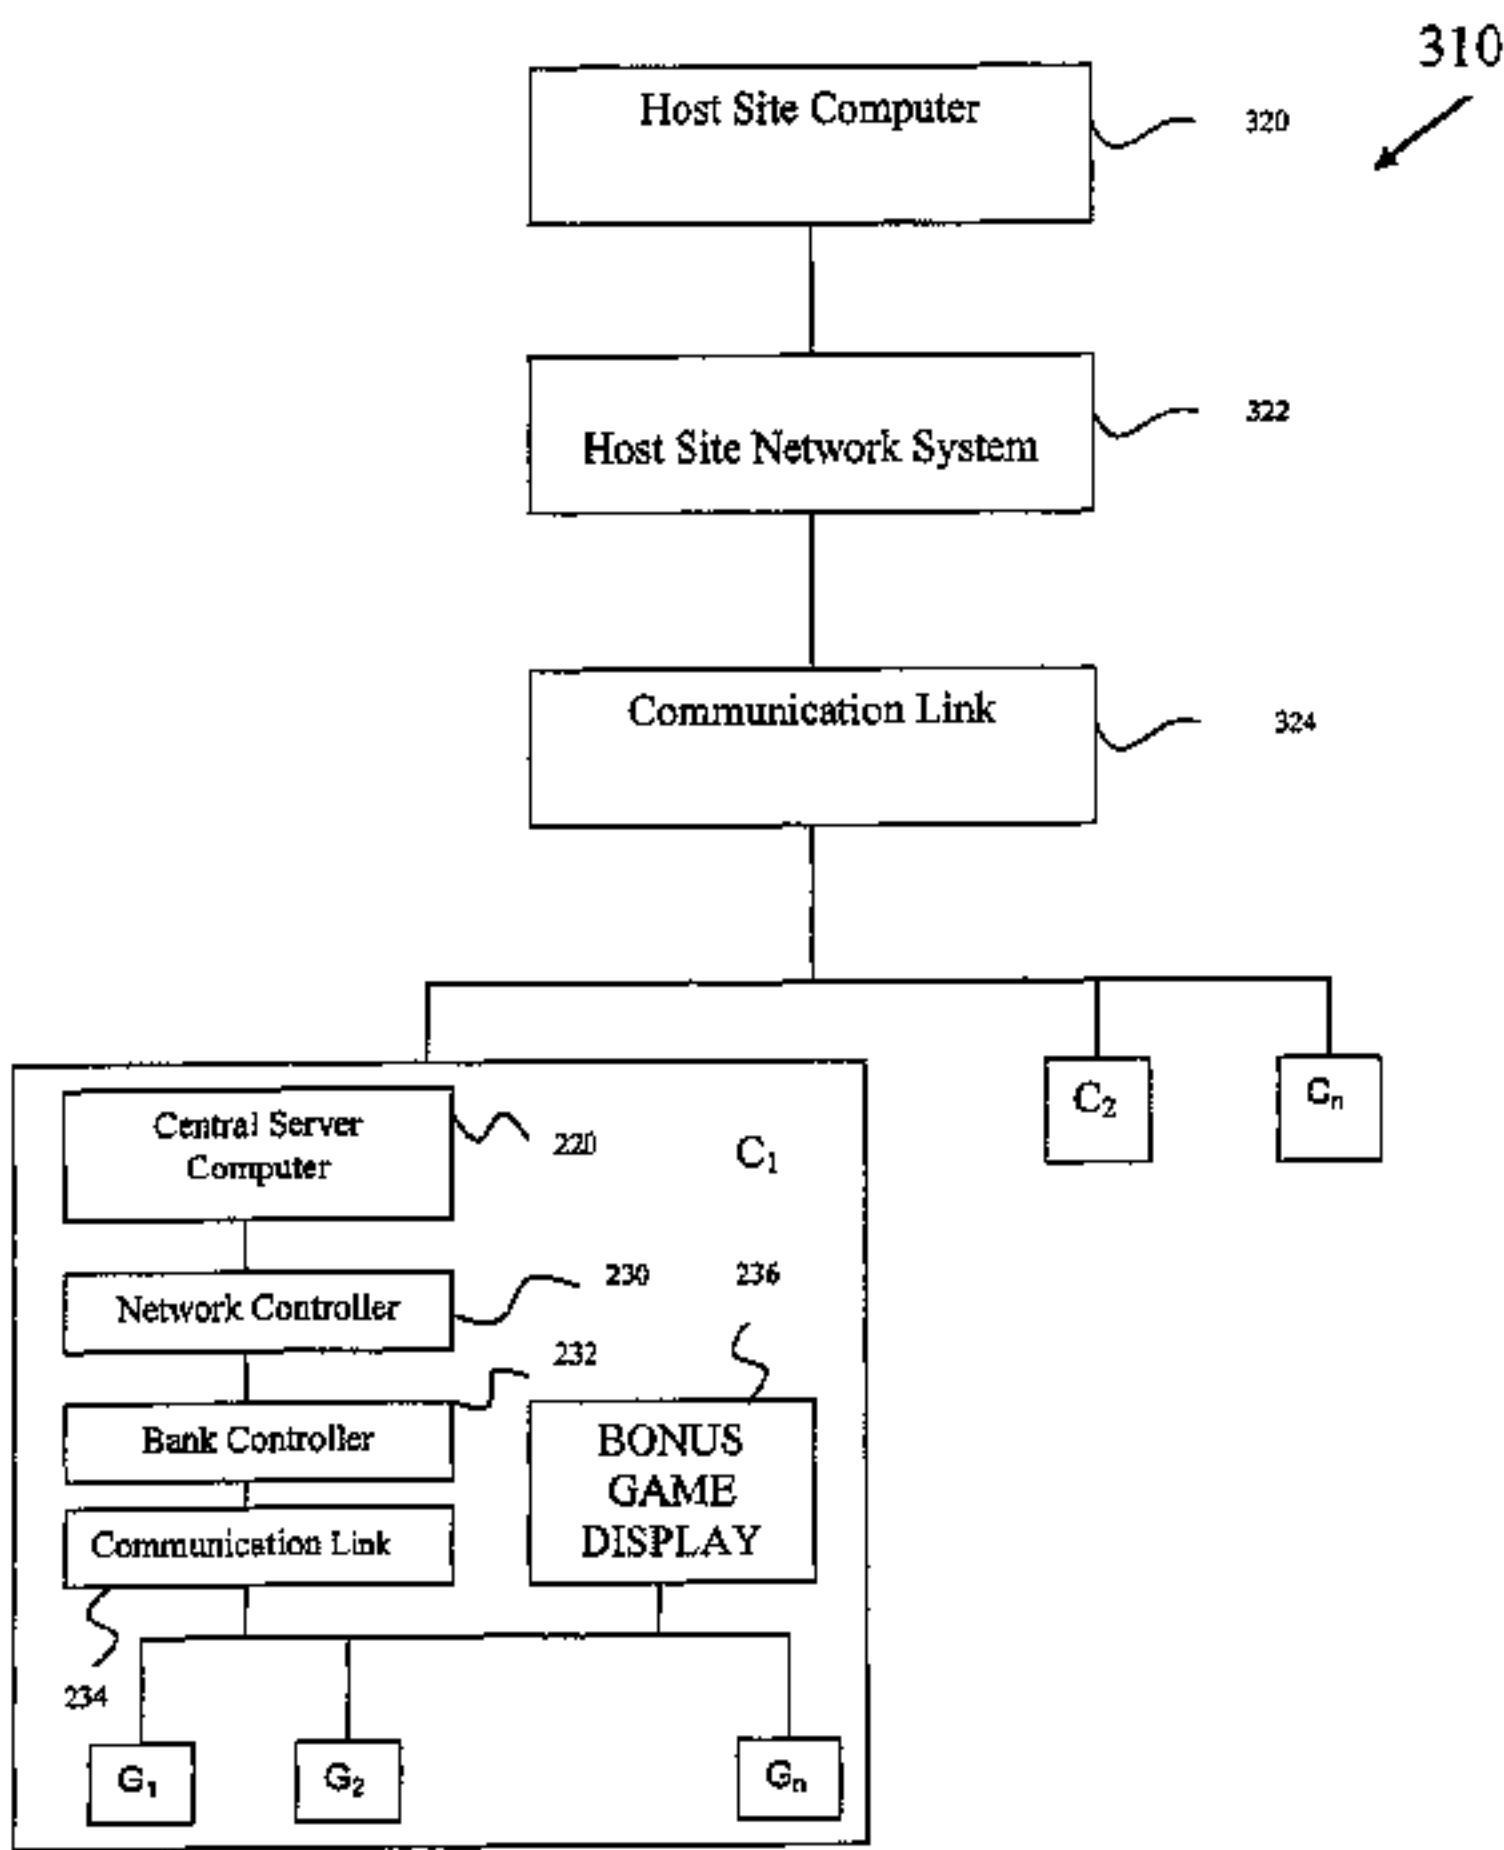 310
Host Site Computer
320
Host Site Network System
322
Communication Link
324
Central Server
Computer
220
C₁
C₂
Cₙ
Network Controller
230
236
232
Bank Controller
BONUS
GAME
DISPLAY
Communication Link
234
G₁
G₂
Gₙ